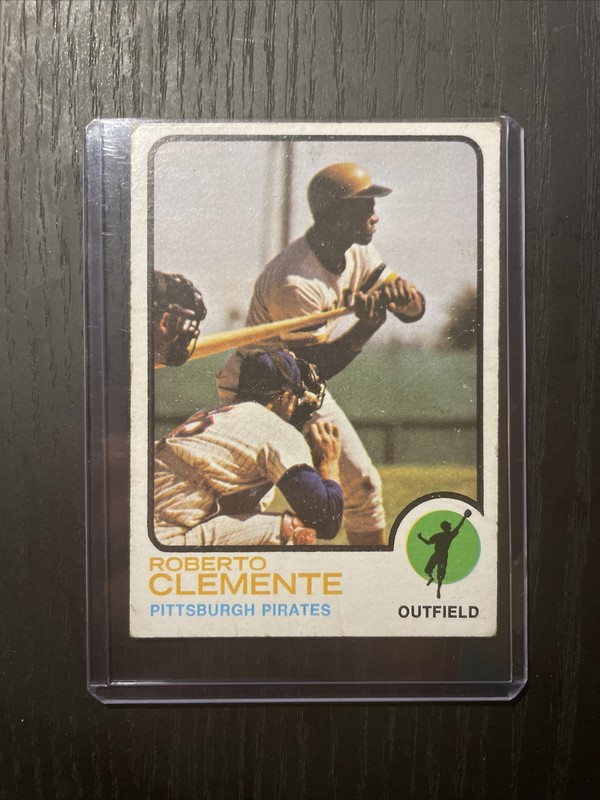 ROBERTO
CLEMENTE
PITTSBURGH PIRATES
OUTFIELD